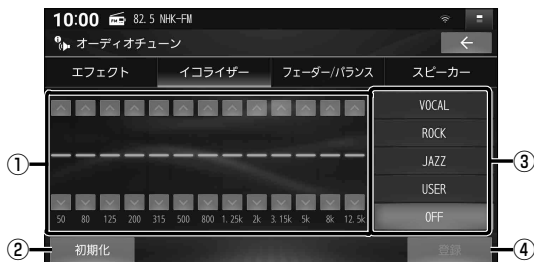 10:00 FM 82.5 NHK-FM
オーディオチューン
エフェクト イコライザー フェーダー/バランス スピーカー
VOCAL
ROCK
JAZZ
USER
OFF
50 80 125 200 315 500 800 1.25k 2k 3.15k 5k 8k 12.5k
初期化 登録
① ② ③ ④